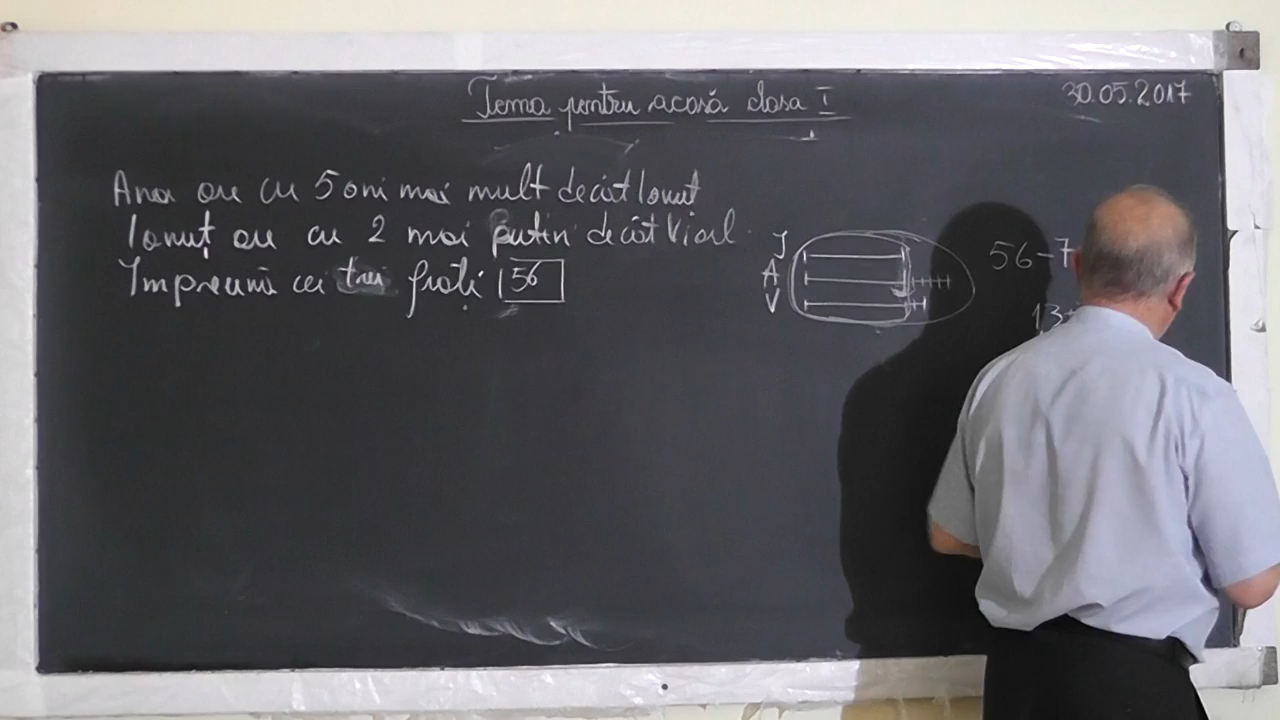 Tema pentru acasă clasa I
30.05.2017
Ana are cu 5 ani mai mult decât Ionuț
Ionuț are cu 2 mai puțin decât Viorel.
Împreună cei trei frați 56
I
A
V
56-7
13+